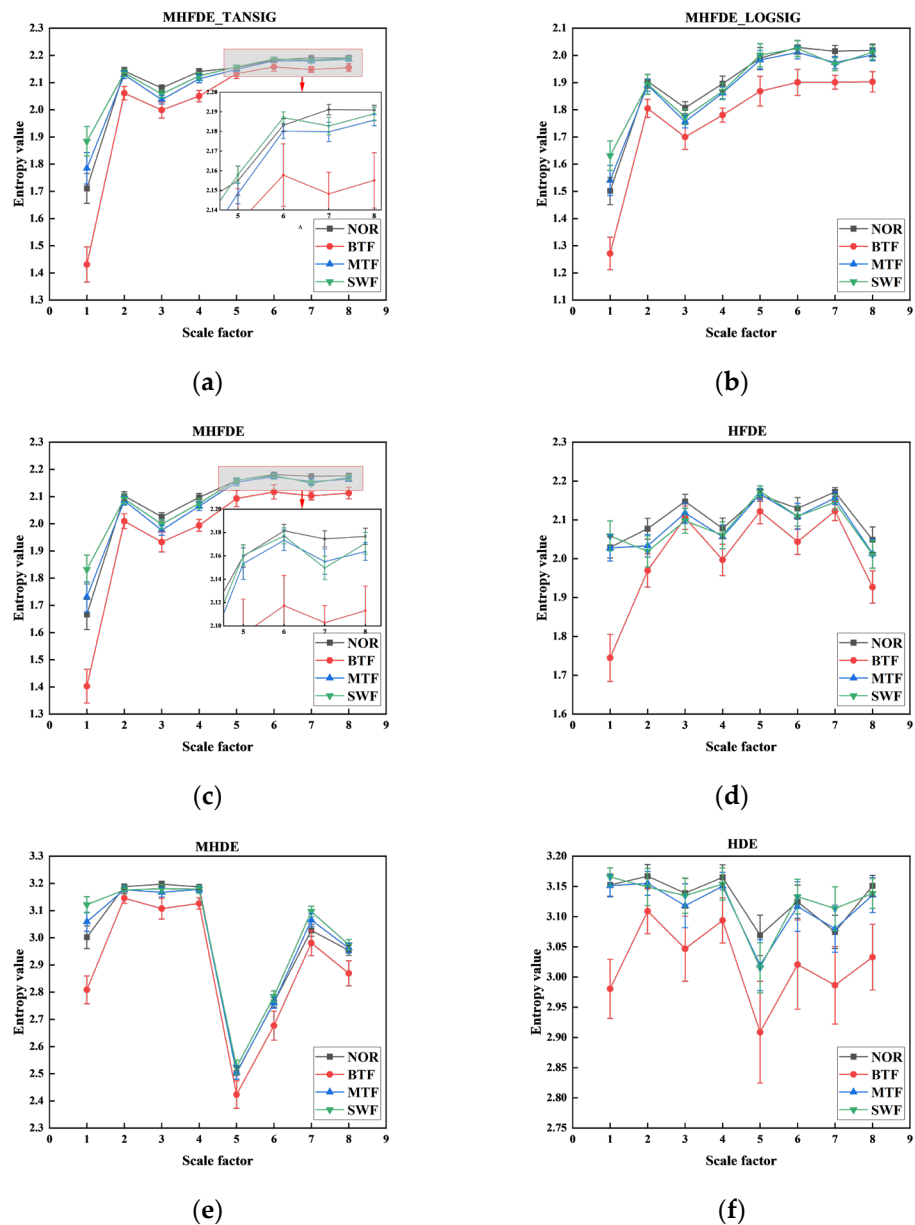 MHFDE_TANSIG
Entropy value
2.3
2.2
2.1
2.0
1.9
1.8
1.7
1.6
1.5
1.4
1.3
2.20
2.19
2.18
2.17
2.16
2.15
2.14
5 6 7 8
A
NOR
BTF
MTF
SWF
0 1 2 3 4 5 6 7 8 9
Scale factor
(a)
MHFDE_LOGSIG
Entropy value
2.1
2.0
1.9
1.8
1.7
1.6
1.5
1.4
1.3
1.2
1.1
NOR
BTF
MTF
SWF
0 1 2 3 4 5 6 7 8 9
Scale factor
(b)
MHFDE
Entropy value
2.3
2.2
2.1
2.0
1.9
1.8
1.7
1.6
1.5
1.4
1.3
2.20
2.18
2.16
2.14
2.12
2.10
5 6 7 8
NOR
BTF
MTF
SWF
0 1 2 3 4 5 6 7 8 9
Scale factor
(c)
HFDE
Entropy value
2.3
2.2
2.1
2.0
1.9
1.8
1.7
1.6
NOR
BTF
MTF
SWF
0 1 2 3 4 5 6 7 8 9
Scale factor
(d)
MHDE
Entropy value
3.3
3.2
3.1
3.0
2.9
2.8
2.7
2.6
2.5
2.4
2.3
NOR
BTF
MTF
SWF
0 1 2 3 4 5 6 7 8 9
Scale factor
(e)
HDE
Entropy value
3.20
3.15
3.10
3.05
3.00
2.95
2.90
2.85
2.80
2.75
NOR
BTF
MTF
SWF
0 1 2 3 4 5 6 7 8 9
Scale factor
(f)